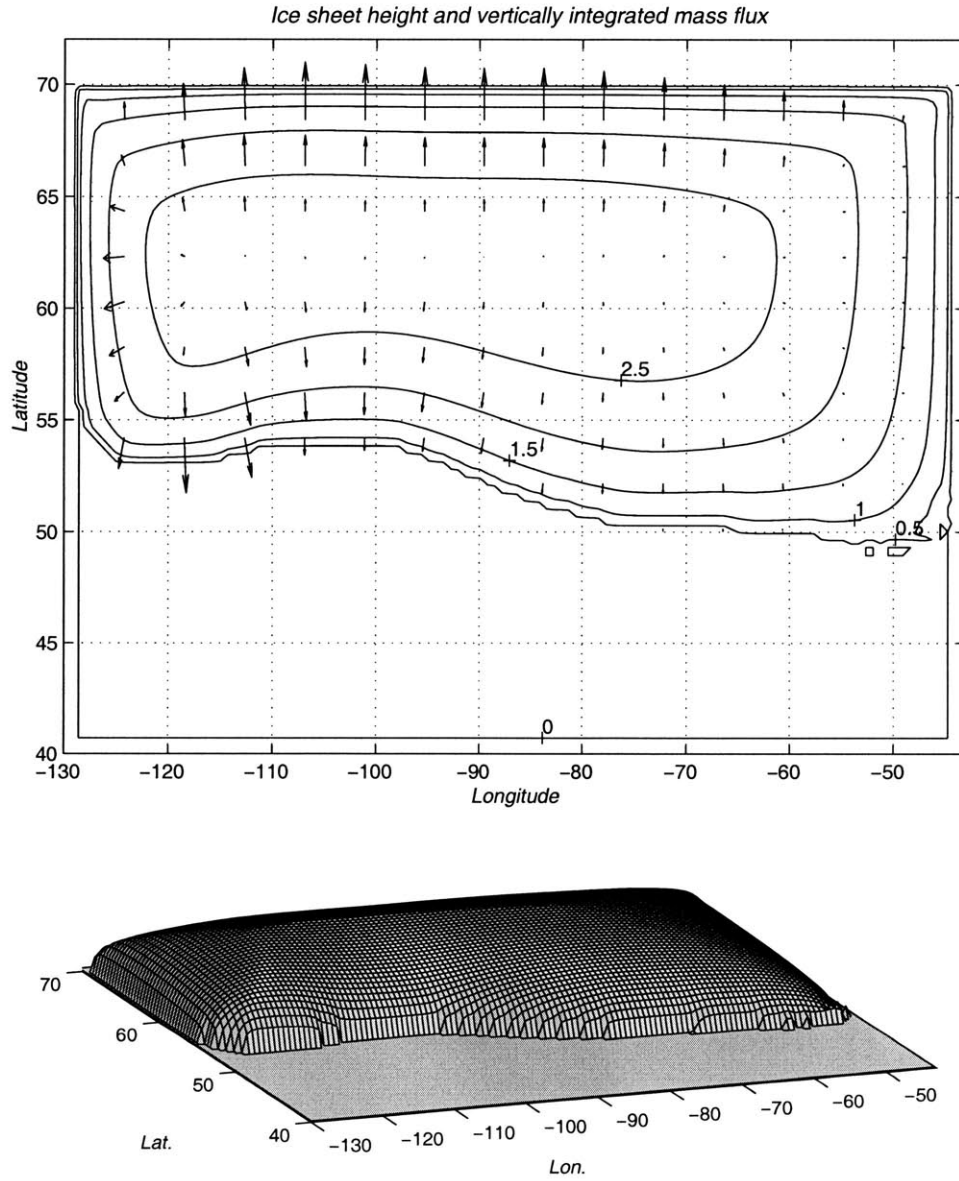 Ice sheet height and vertically integrated mass flux
70
65
60
55
50
45
40
Latitude
2.5
1.5
1
0.5
0
−130 −120 −110 −100 −90 −80 −70 −60 −50
Longitude
70
60
50
40
−130 −120 −110 −100 −90 −80 −70 −60 −50
Lat.
Lon.